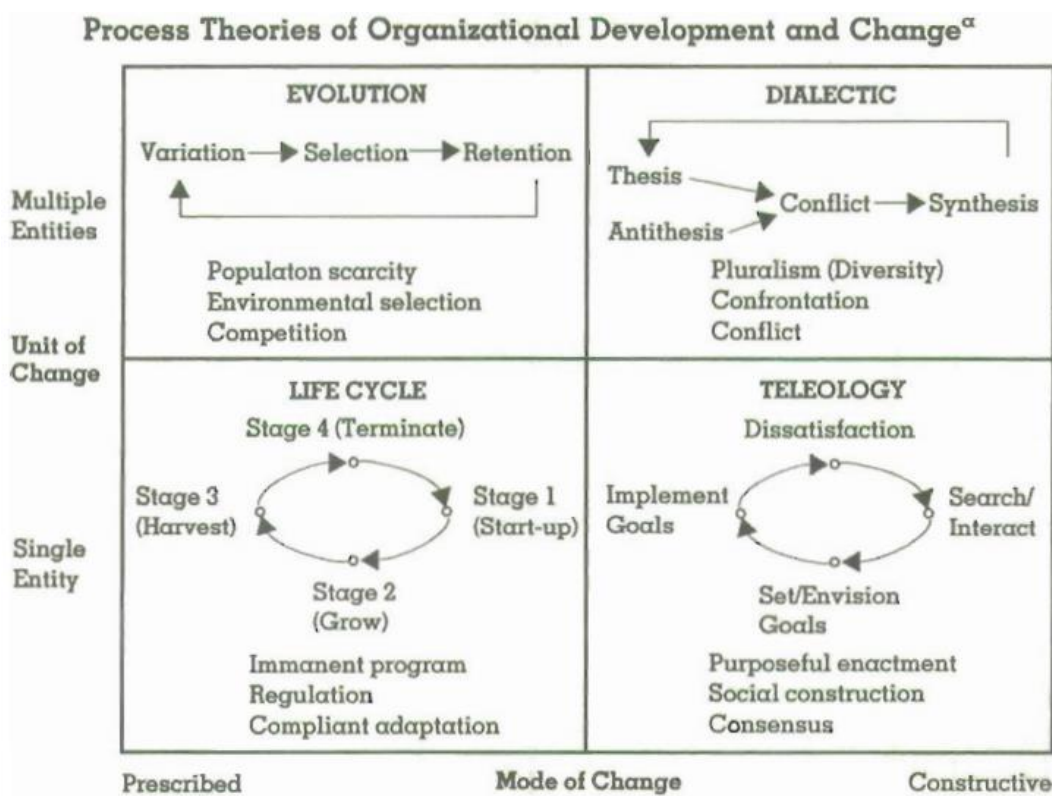 Process Theories of Organizational Development and Changeᵅ
EVOLUTION
Variation Selection Retention
Populaton scarcity
Environmental selection
Competition
DIALECTIC
Thesis
Antithesis
Conflict Synthesis
Pluralism (Diversity)
Confrontation
Conflict
Multiple
Entities
Unit of
Change
Single
Entity
LIFE CYCLE
Stage 4 (Terminate)
Stage 3
(Harvest)
Stage 1
(Start-up)
Stage 2
(Grow)
Immanent program
Regulation
Compliant adaptation
TELEOLOGY
Dissatisfaction
Implement
Goals
Search/
Interact
Set/Envision
Goals
Purposeful enactment
Social construction
Consensus
Prescribed Mode of Change Constructive